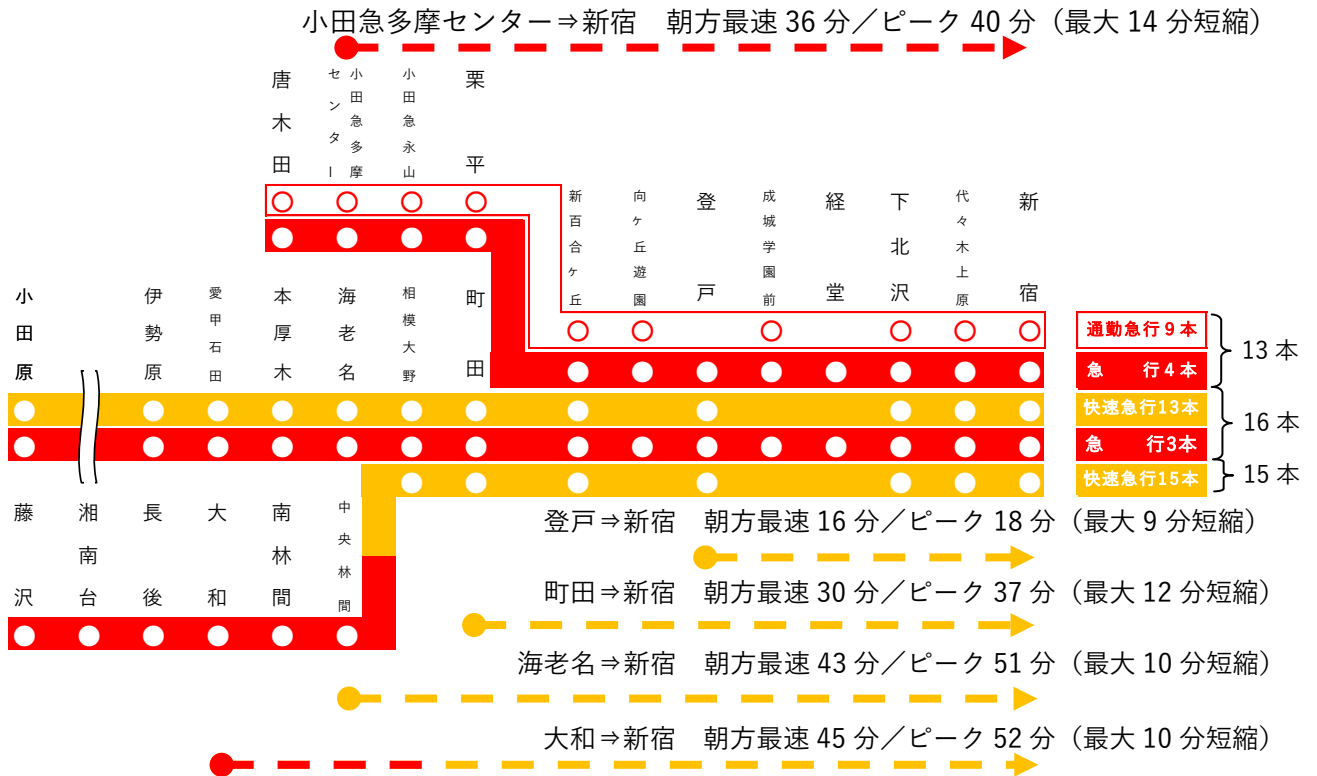 小田急多摩センター⇒新宿　朝方最速 36 分／ピーク 40 分（最大 14 分短縮）
唐木田
小田急多摩センター
小田急永山
栗平
新百合ヶ丘
向ヶ丘遊園
登戸
成城学園前
経堂
下北沢
代々木上原
新宿
小田原
伊勢原
愛甲石田
本厚木
海老名
相模大野
町田
通勤急行9本
急　行4本
13 本
快速急行13本
急　行3本
16 本
快速急行15本
15 本
藤沢
湘南台
長後
大和
南林間
中央林間
登戸⇒新宿　朝方最速 16 分／ピーク 18 分（最大 9 分短縮）
町田⇒新宿　朝方最速 30 分／ピーク 37 分（最大 12 分短縮）
海老名⇒新宿　朝方最速 43 分／ピーク 51 分（最大 10 分短縮）
大和⇒新宿　朝方最速 45 分／ピーク 52 分（最大 10 分短縮）